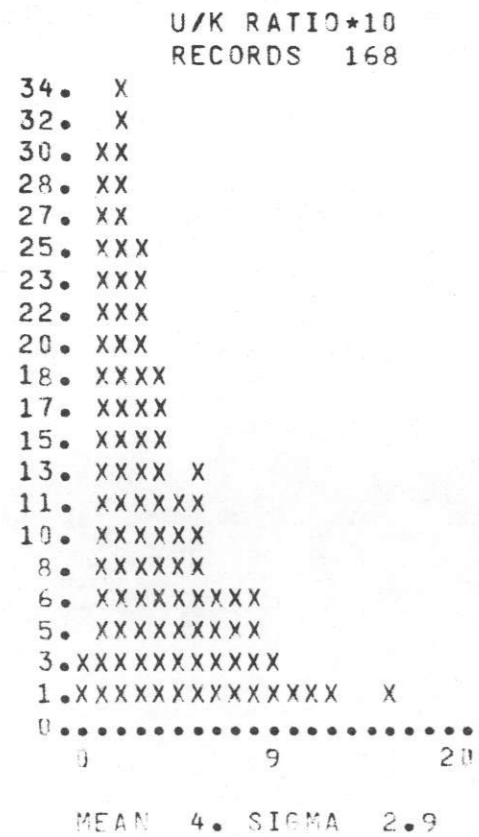 U/K RATIO*10
RECORDS 168
34. X
32. X
30. XX
28. XX
27. XX
25. XXX
23. XXX
22. XXX
20. XXX
18. XXXX
17. XXXX
15. XXXX
13. XXXX X
11. XXXXXX
10. XXXXXX
8. XXXXXX
6. XXXXXXXXX
5. XXXXXXXXX
3.XXXXXXXXXXX
1.XXXXXXXXXXXXXX X
0......................
0 9 20
MEAN 4. SIGMA 2.9